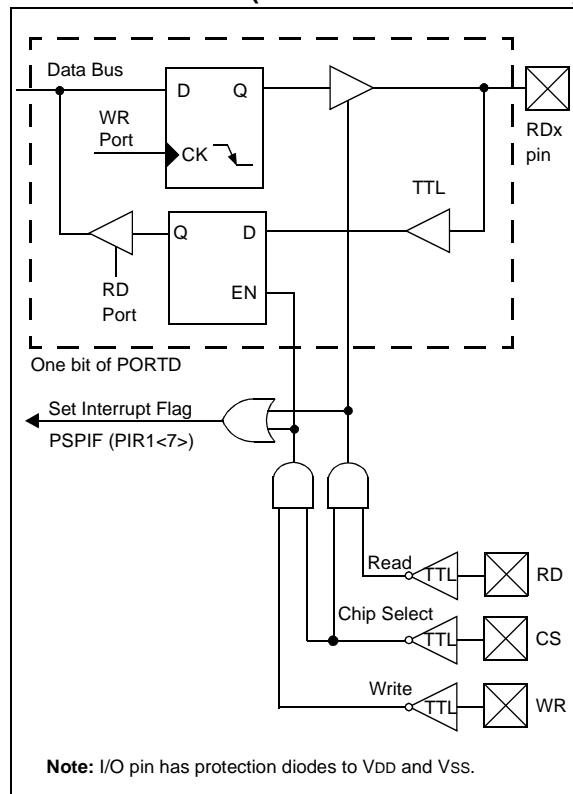 Data Bus
D
Q
WR
Port
CK
RDx
pin
TTL
Q
D
RD
Port
EN
One bit of PORTD
Set Interrupt Flag
PSPIF (PIR1<7>)
Read
TTL
RD
Chip Select
TTL
CS
Write
TTL
WR
Note: I/O pin has protection diodes to VDD and VSS.